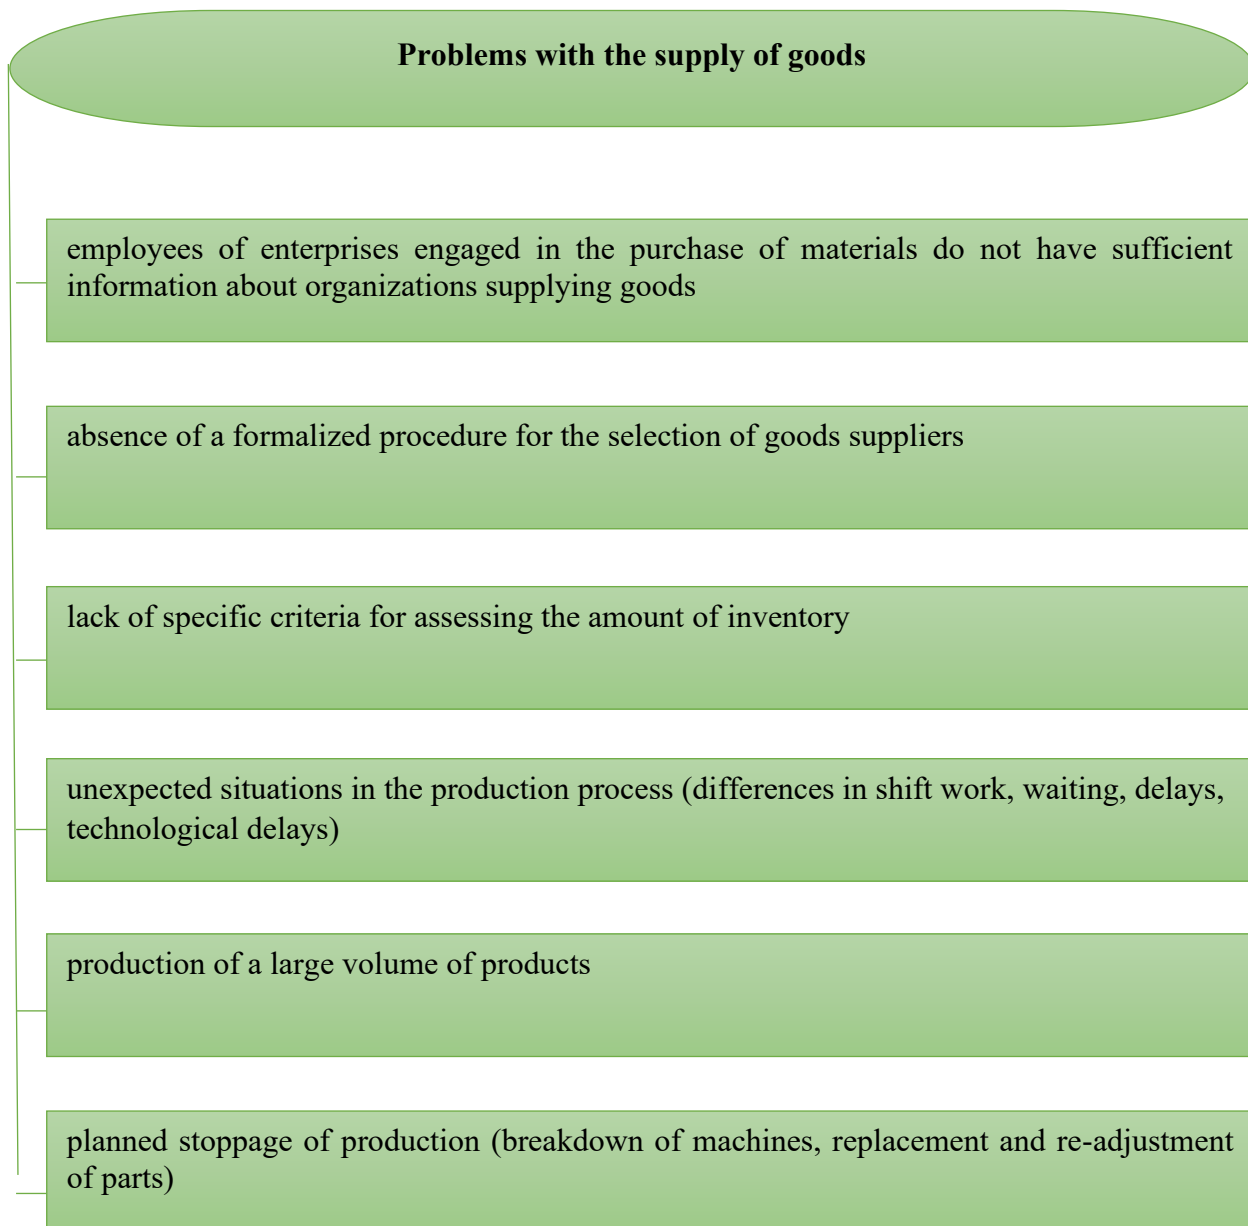 Problems with the supply of goods
employees of enterprises engaged in the purchase of materials do not have sufficient
information about organizations supplying goods
absence of a formalized procedure for the selection of goods suppliers
lack of specific criteria for assessing the amount of inventory
unexpected situations in the production process (differences in shift work, waiting, delays,
technological delays)
production of a large volume of products
planned stoppage of production (breakdown of machines, replacement and re-adjustment
of parts)